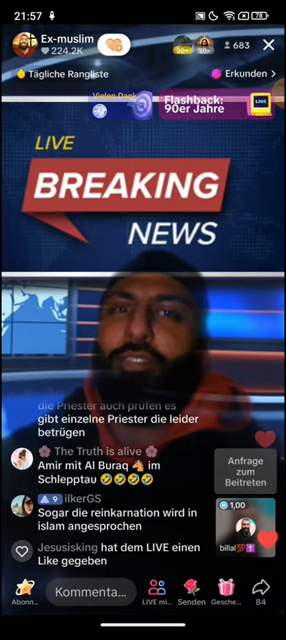 21:57
78
Ex-muslim
224.2K
20+
20+
683
Tägliche Rangliste
Erkunden >
Vielen Dank
Flashback:
90er Jahre
LIVE
LIVE
BREAKING
NEWS
die Priester auch prüfen es
gibt einzelne Priester die leider
betrügen
🌸 The Truth is alive 🌸
Amir mit Al Buraq 🐴 im
Schlepptau 🤣🤣🤣🤣
9 ilkerGS
Sogar die reinkarnation wird in
islam angesprochen
Jesusisking hat dem LIVE einen
Like gegeben
Anfrage
zum
Beitreten
1,00
billal💯✝️
Abonn...
Kommenta...
LIVE mi...
Senden
Gesche...
84